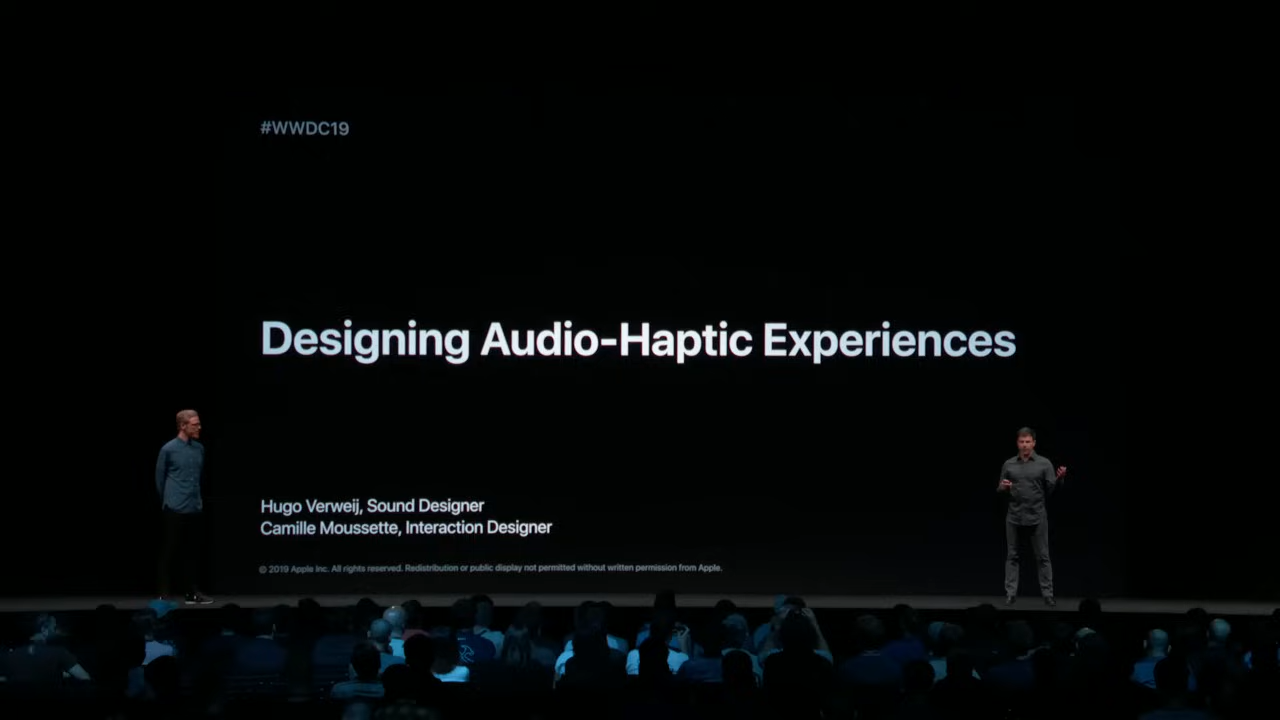 #WWDC19
Designing Audio-Haptic Experiences
Hugo Verweij, Sound Designer
Camille Moussette, Interaction Designer
© 2019 Apple Inc. All rights reserved. Redistribution or public display not permitted without written permission from Apple.